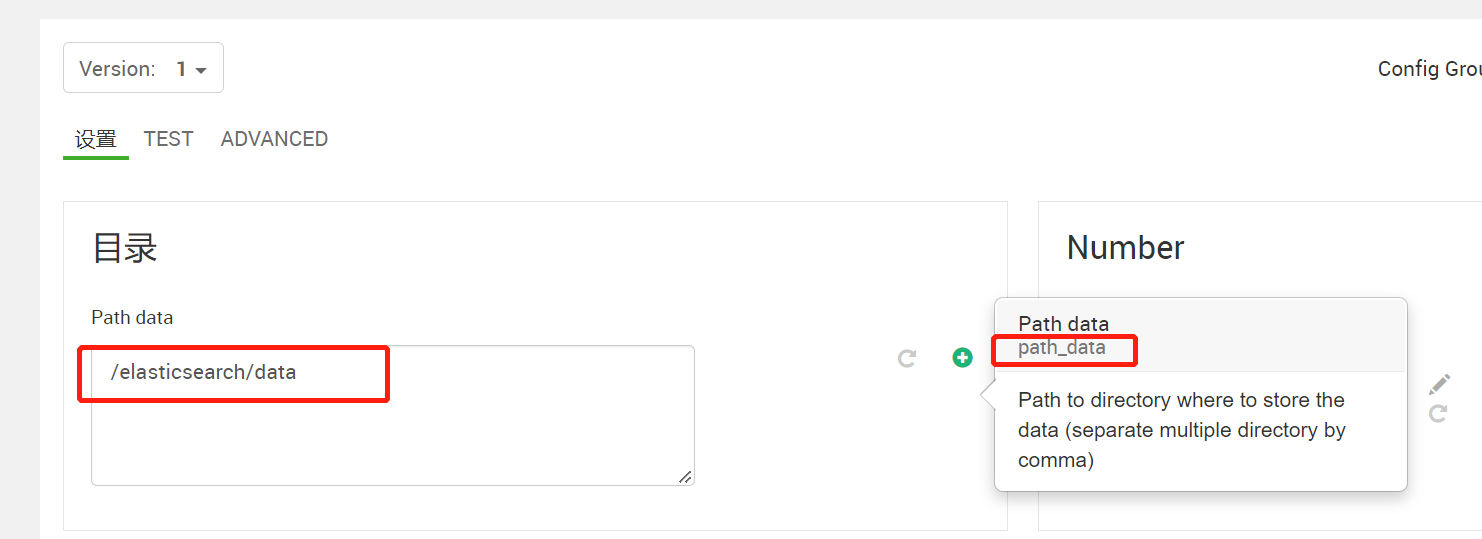 Version: 1
Config Grou
设置 TEST ADVANCED
目录
Number
Path data
/elasticsearch/data
Path data
path_data
Path to directory where to store the
data (separate multiple directory by
comma)